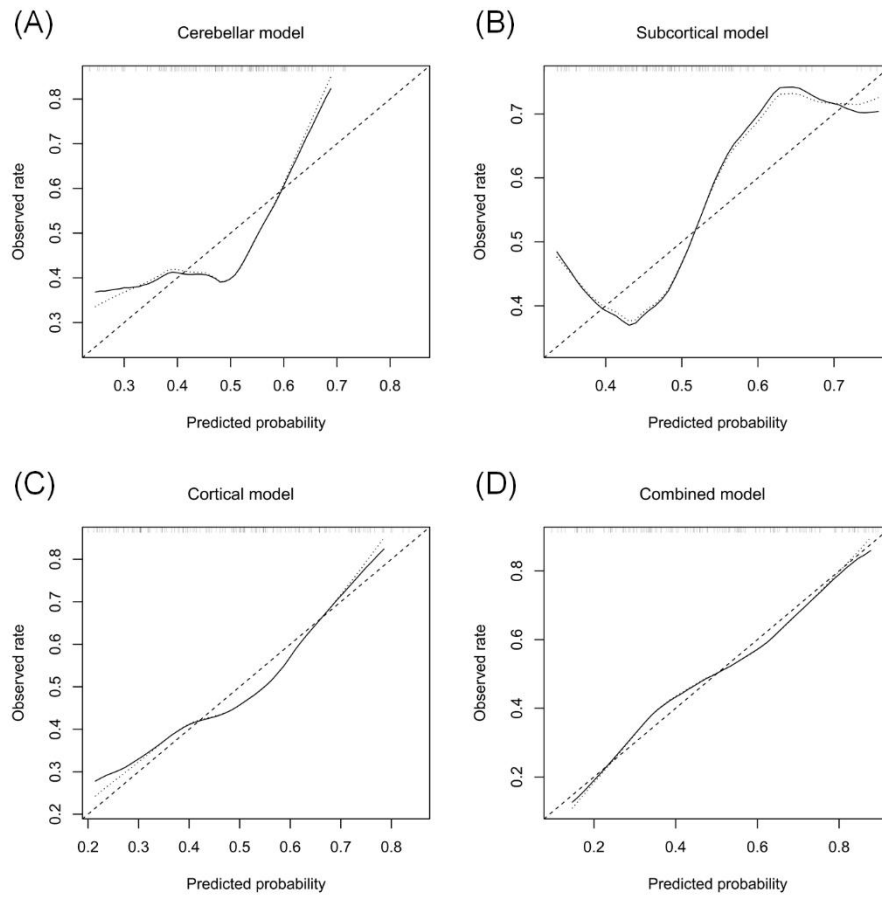 (A)
Cerebellar model
Observed rate
0.8
0.7
0.6
0.5
0.4
0.3
0.3 0.4 0.5 0.6 0.7 0.8
Predicted probability
(B)
Subcortical model
Observed rate
0.7
0.6
0.5
0.4
0.4 0.5 0.6 0.7
Predicted probability
(C)
Cortical model
Observed rate
0.8
0.7
0.6
0.5
0.4
0.3
0.2
0.2 0.3 0.4 0.5 0.6 0.7 0.8
Predicted probability
(D)
Combined model
Observed rate
0.8
0.6
0.4
0.2
0.2 0.4 0.6 0.8
Predicted probability